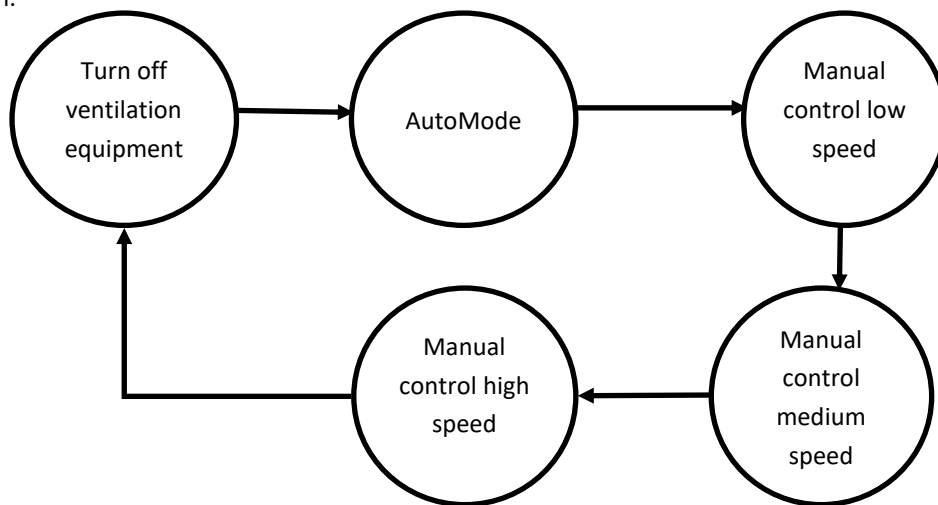 Turn off
ventilation
equipment
AutoMode
Manual
control low
speed
Manual
control high
speed
Manual
control
medium
speed